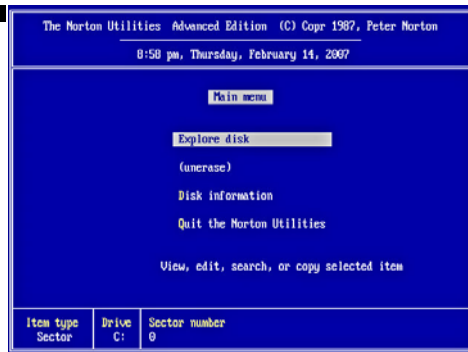 The Norton Utilities Advanced Edition (C) Copr 1987, Peter Norton
8:58 pm, Thursday, February 14, 2007
Main menu
Explore disk
(unerase)
Disk information
Quit the Norton Utilities
View, edit, search, or copy selected item
Item type Drive Sector number
Sector C: 0